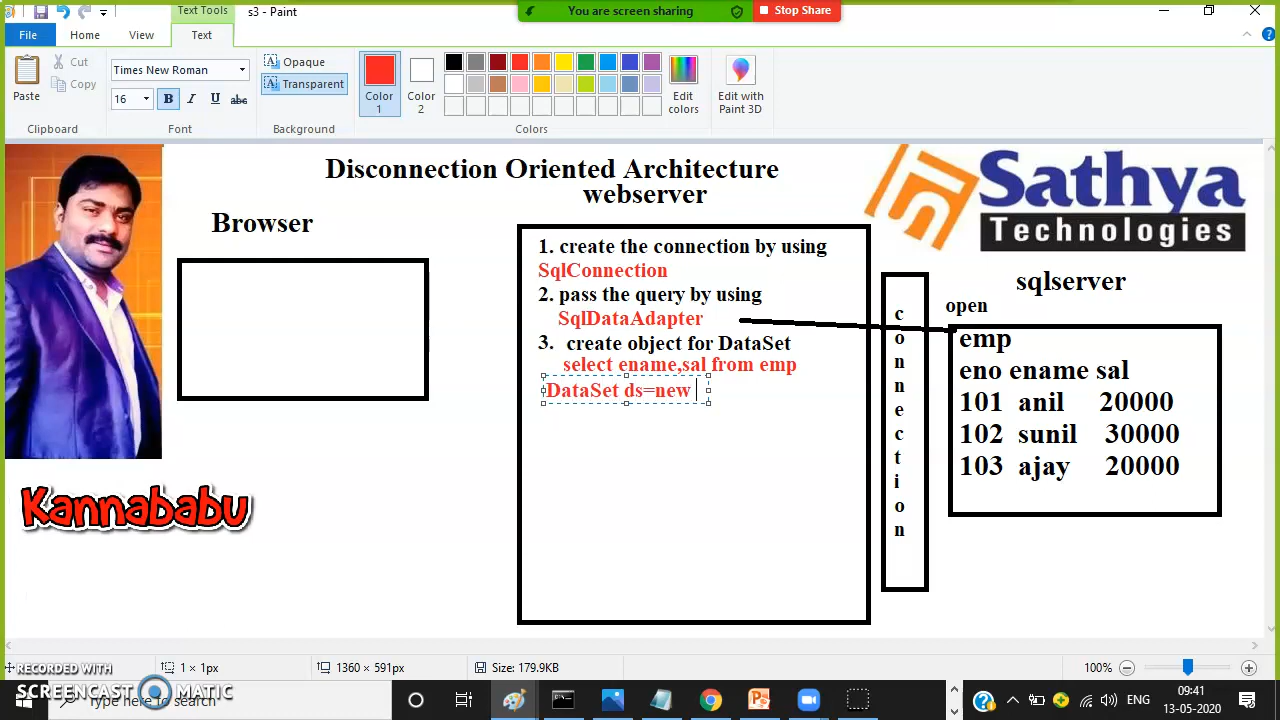 Text Tools
s3 - Paint
You are screen sharing
Stop Share
File
Home
View
Text
Paste
Cut
Copy
Clipboard
Times New Roman
16
B I U abc
Font
Opaque
Transparent
Background
Color 1
Color 2
Edit colors
Edit with Paint 3D
Colors
Disconnection Oriented Architecture
webserver
Browser
Sathya
Technologies
1. create the connection by using
SqlConnection
2. pass the query by using
SqlDataAdapter
3. create object for DataSet
select ename,sal from emp
DataSet ds=new
connection
sqlserver
open
emp
eno ename sal
101 anil 20000
102 sunil 30000
103 ajay 20000
Kannababu
1 × 1px
1360 × 591px
Size: 179.9KB
100%
RECORDED WITH
SCREENCAST MATIC
Type here to search
ENG
09:41
13-05-2020